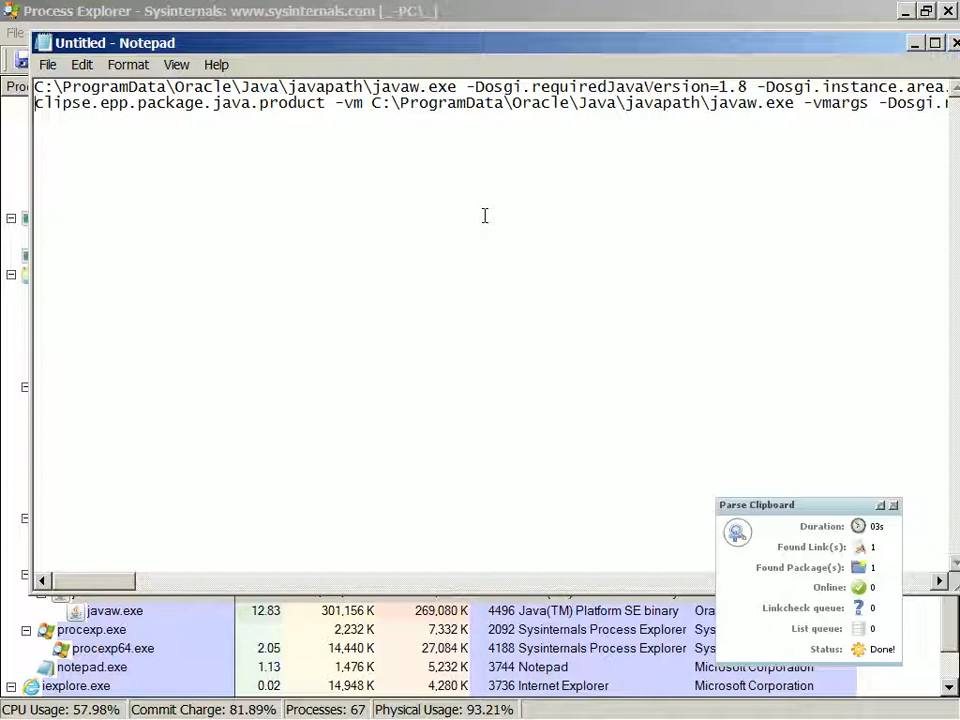 Process Explorer - Sysinternals: www.sysinternals.com [_-PC\_]
File
Untitled - Notepad
File Edit Format View Help
C:\ProgramData\Oracle\Java\javapath\javaw.exe -Dosgi.requiredJavaVersion=1.8 -Dosgi.instance.area.
clipse.epp.package.java.product -vm C:\ProgramData\Oracle\Java\javapath\javaw.exe -vmargs -Dosgi.r
Parse Clipboard
Duration: 03s
Found Link(s): 1
Found Package(s): 1
Online: 0
Linkcheck queue: 0
List queue: 0
Status: Done!
javaw.exe 12.83 301,156 K 269,080 K 4496 Java(TM) Platform SE binary Ora
procexp.exe 2,232 K 7,332 K 2092 Sysinternals Process Explorer Sys
procexp64.exe 2.05 14,440 K 27,084 K 4188 Sysinternals Process Explorer Sys
notepad.exe 1.13 1,476 K 5,232 K 3744 Notepad Microsoft Corporation
iexplore.exe 0.02 14,948 K 4,280 K 3736 Internet Explorer Microsoft Corporation
CPU Usage: 57.98% Commit Charge: 81.89% Processes: 67 Physical Usage: 93.21%